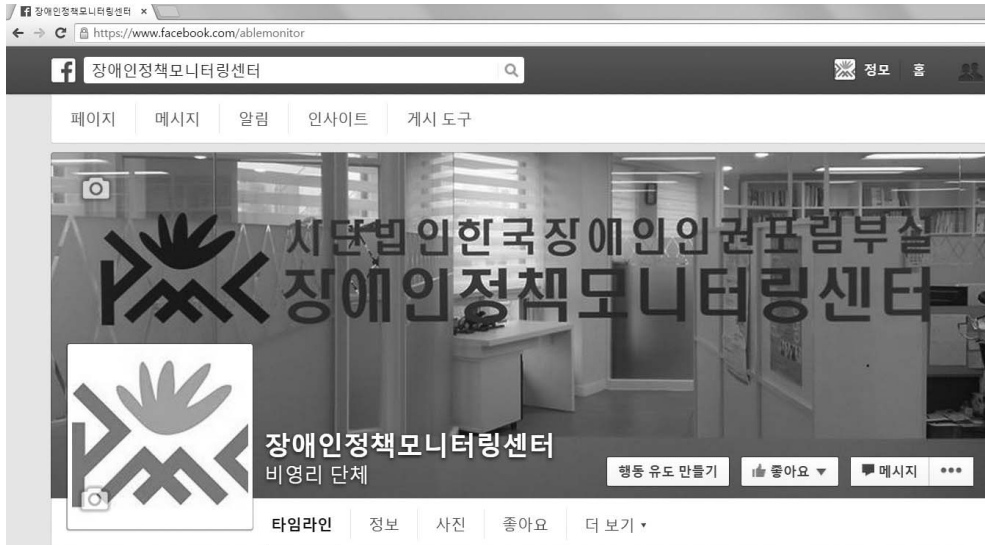 장애인정책모니터링센터 ×
https://www.facebook.com/ablemonitor
장애인정책모니터링센터
정모 홈
페이지 메시지 알림 인사이트 게시 도구
사단법인한국장애인인권포럼부설
장애인정책모니터링센터
장애인정책모니터링센터
비영리 단체
행동 유도 만들기 좋아요 메시지
타임라인 정보 사진 좋아요 더 보기